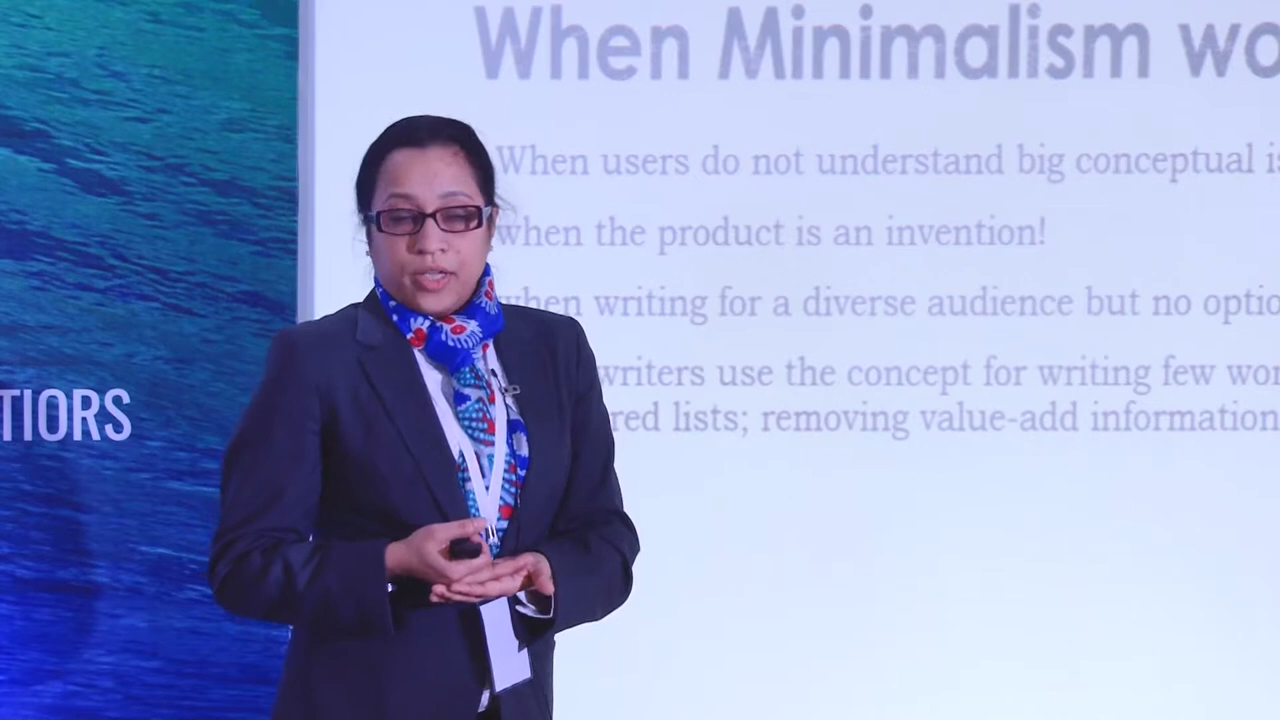 When Minimalism wo
When users do not understand big conceptual is
when the product is an invention!
when writing for a diverse audience but no optio
writers use the concept for writing few wor
red lists; removing value-add information
TIORS